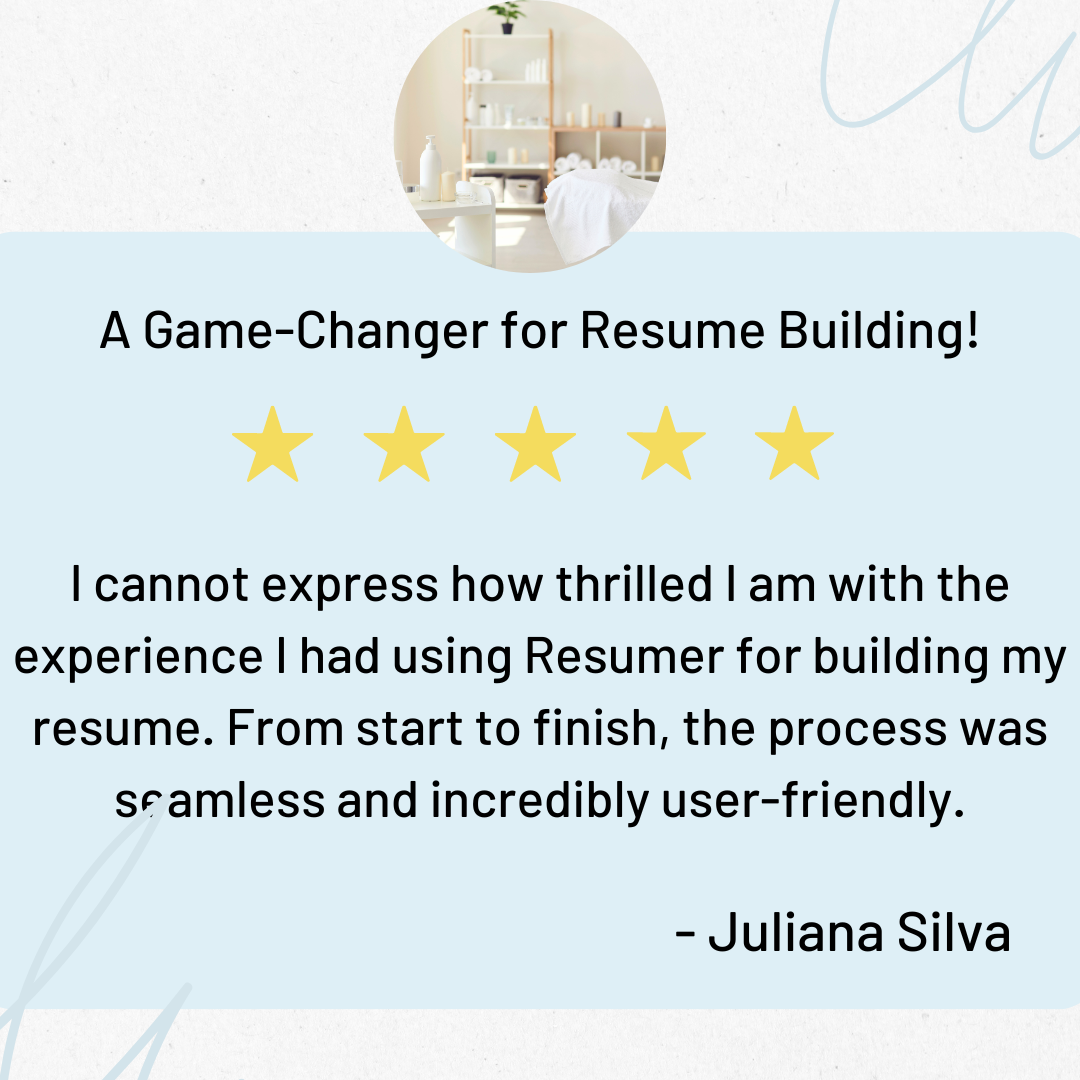 A Game-Changer for Resume Building!
I cannot express how thrilled I am with the
experience I had using Resumer for building my
resume. From start to finish, the process was
seamless and incredibly user-friendly.
- Juliana Silva